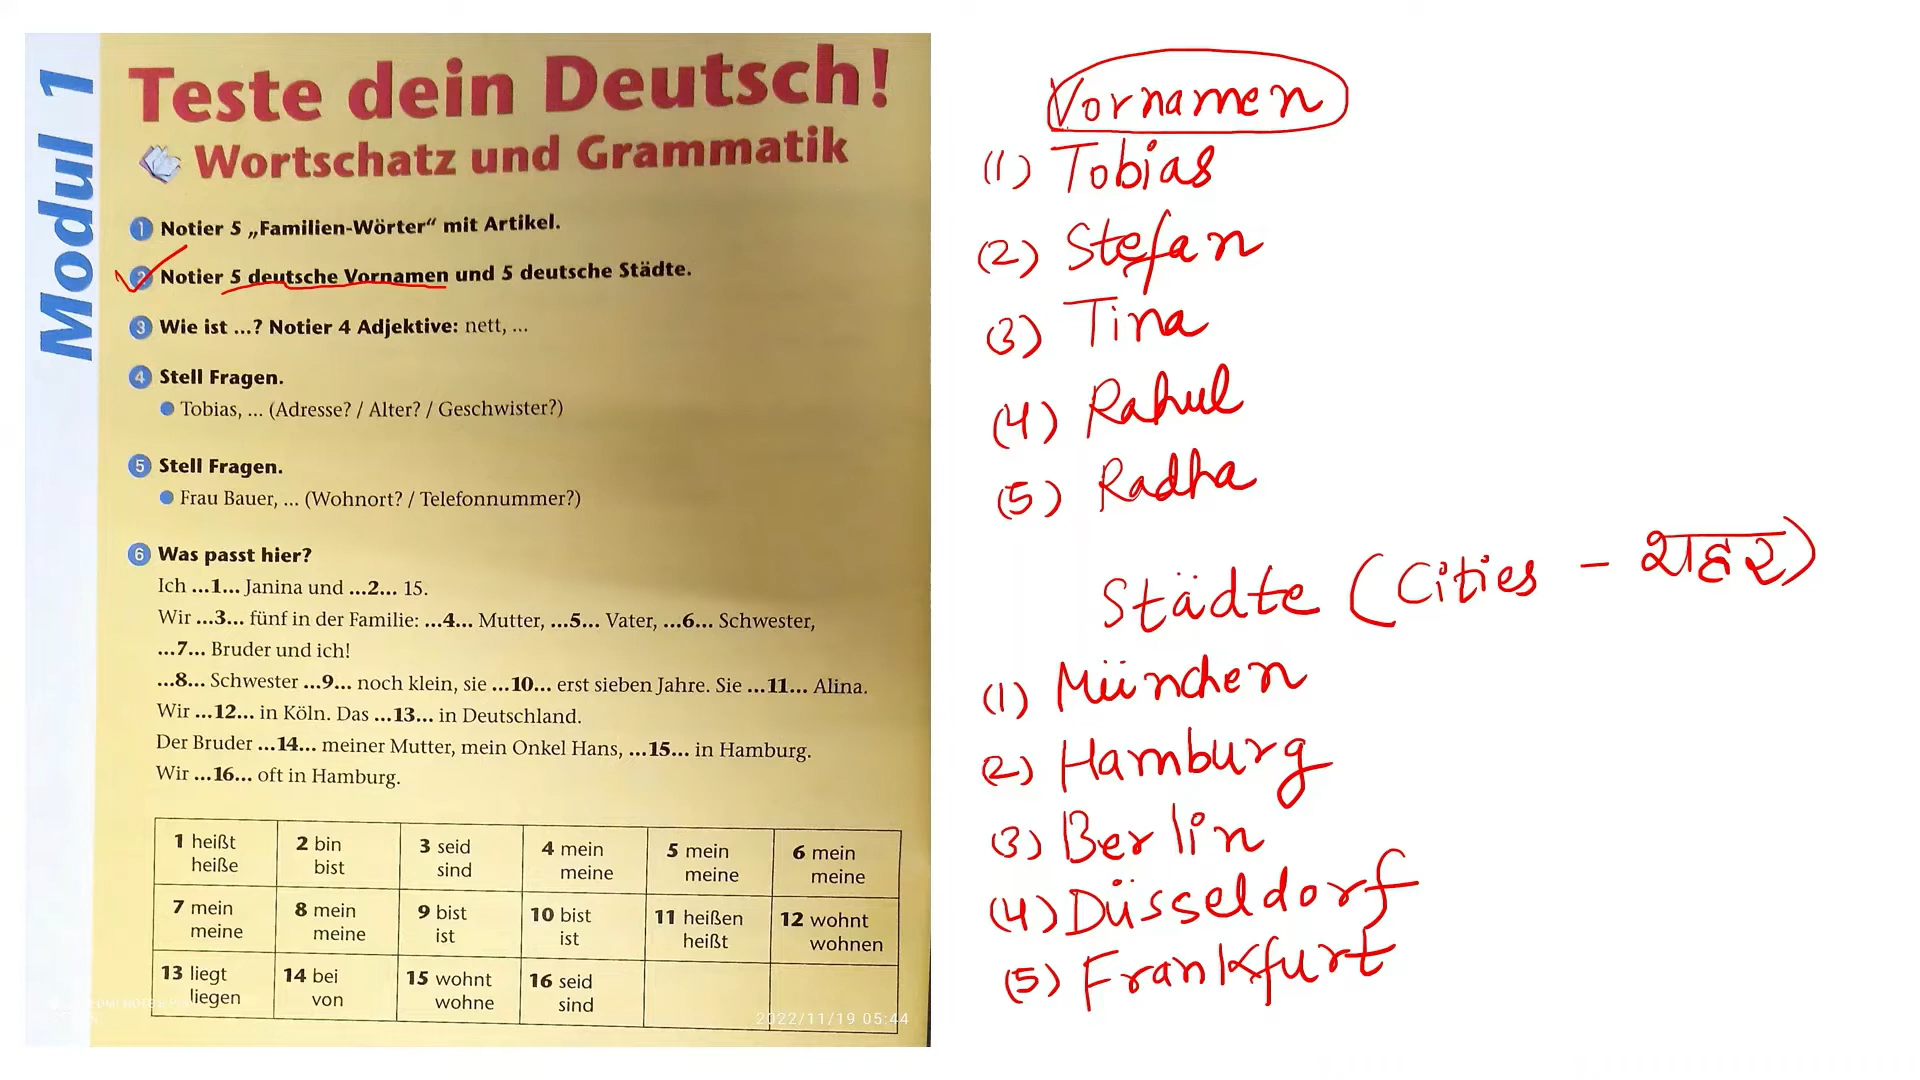 Modul 1
Teste dein Deutsch!
Wortschatz und Grammatik
1 Notier 5 „Familien-Wörter“ mit Artikel.
2 Notier 5 deutsche Vornamen und 5 deutsche Städte.
3 Wie ist ...? Notier 4 Adjektive: nett, ...
4 Stell Fragen.
● Tobias, ... (Adresse? / Alter? / Geschwister?)
5 Stell Fragen.
● Frau Bauer, ... (Wohnort? / Telefonnummer?)
6 Was passt hier?
Ich ...1... Janina und ...2... 15.
Wir ...3... fünf in der Familie: ...4... Mutter, ...5... Vater, ...6... Schwester,
...7... Bruder und ich!
...8... Schwester ...9... noch klein, sie ...10... erst sieben Jahre. Sie ...11... Alina.
Wir ...12... in Köln. Das ...13... in Deutschland.
Der Bruder ...14... meiner Mutter, mein Onkel Hans, ...15... in Hamburg.
Wir ...16... oft in Hamburg.
1 heißt 2 bin 3 seid 4 mein 5 mein 6 mein
heiße bist sind meine meine meine
7 mein 8 mein 9 bist 10 bist 11 heißen 12 wohnt
meine meine ist ist heißt wohnen
13 liegt 14 bei 15 wohnt 16 seid
liegen von wohne sind
2022/11/19 05:44
Vornamen
(1) Tobias
(2) Stefan
(3) Tina
(4) Rahul
(5) Radha
Städte (Cities - शहर)
(1) München
(2) Hamburg
(3) Berlin
(4) Düsseldorf
(5) Frankfurt